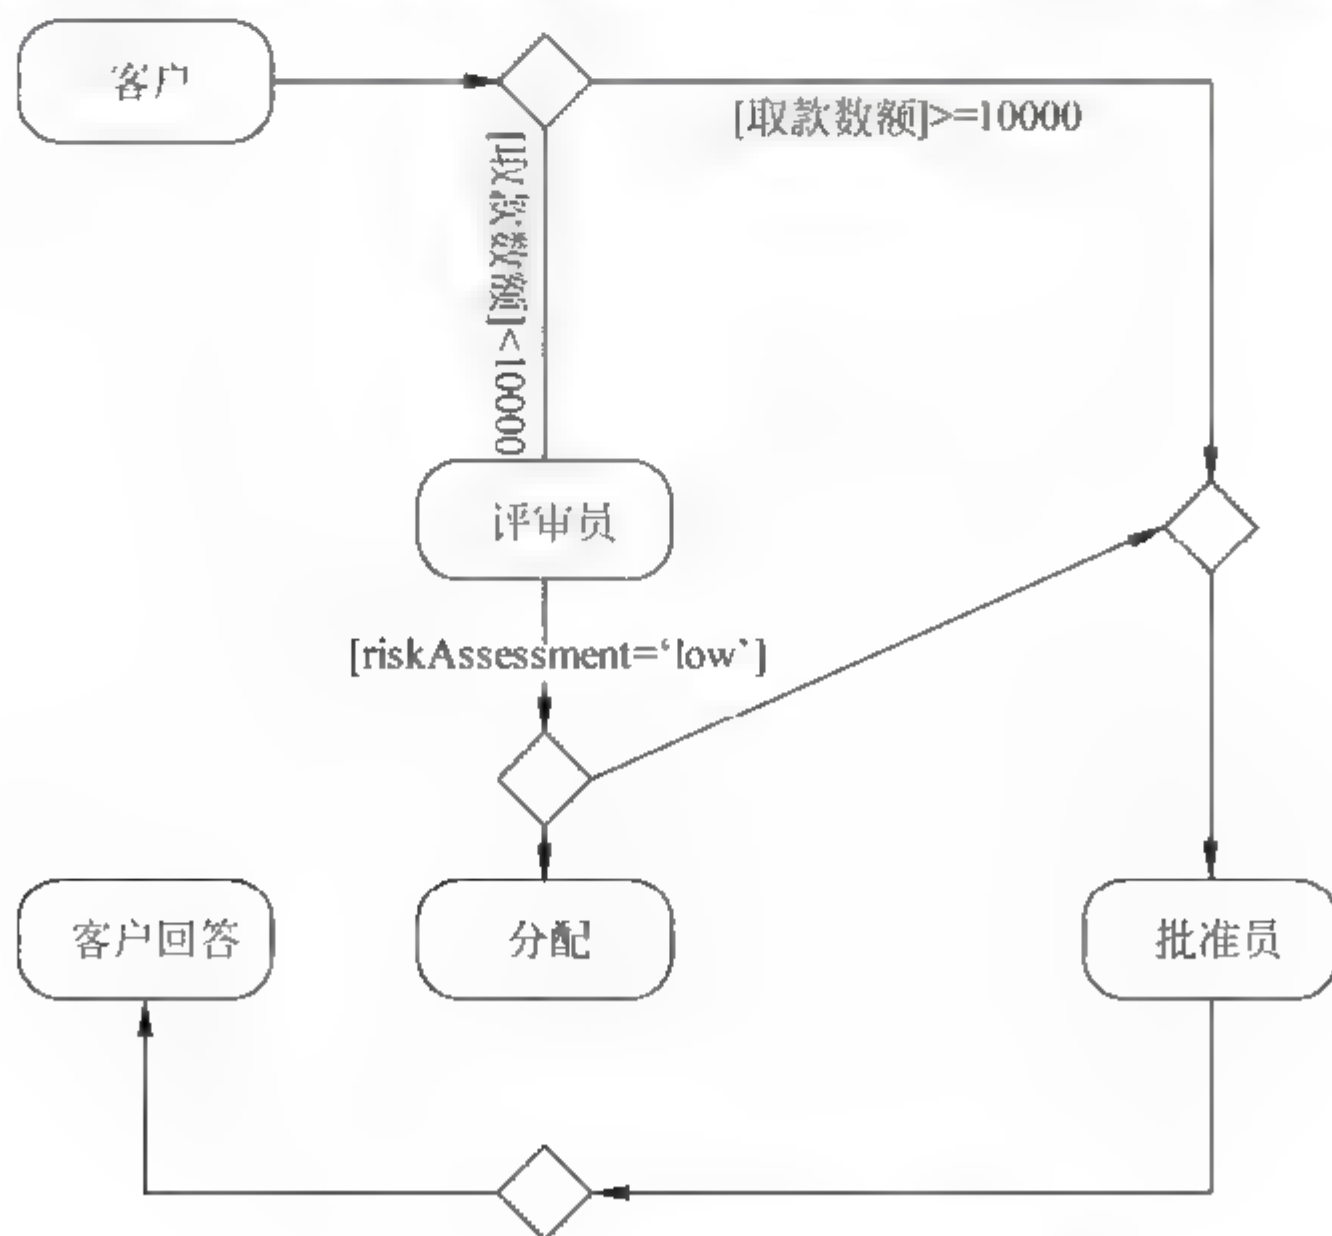 客户
[取款数额]>=10000
[取款数额]<10000
评审员
[riskAssessment=‘low`]
客户回答
分配
批准员